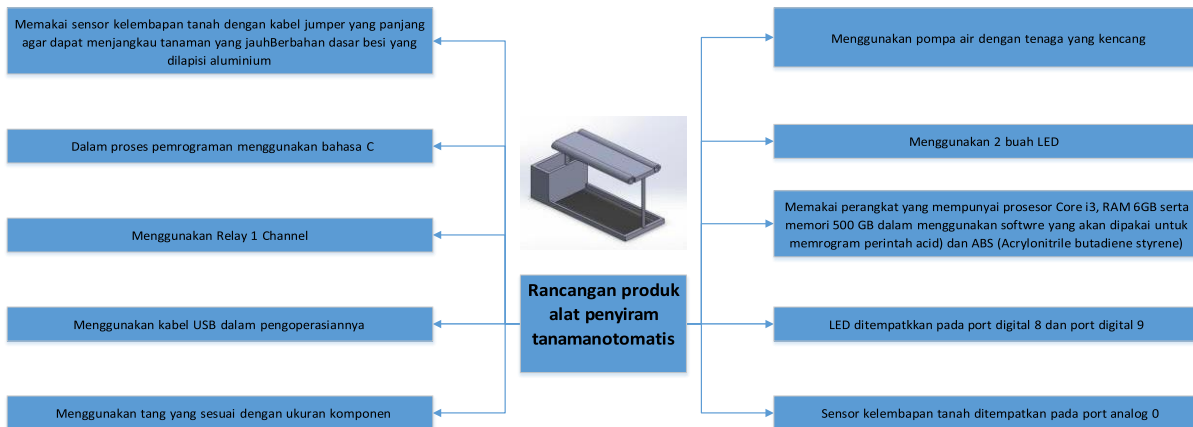 Memakai sensor kelembapan tanah dengan kabel jumper yang panjang
agar dapat menjangkau tanaman yang jauhBerbahan dasar besi yang
dilapisi aluminium
Dalam proses pemrograman menggunakan bahasa C
Menggunakan Relay 1 Channel
Menggunakan kabel USB dalam pengoperasiannya
Menggunakan tang yang sesuai dengan ukuran komponen
Rancangan produk
alat penyiram
tanamanotomatis
Menggunakan pompa air dengan tenaga yang kencang
Menggunakan 2 buah LED
Memakai perangkat yang mempunyai prosesor Core i3, RAM 6GB serta
memori 500 GB dalam menggunakan softwre yang akan dipakai untuk
memrogram perintah acid) dan ABS (Acrylonitrile butadiene styrene)
LED ditempatkkan pada port digital 8 dan port digital 9
Sensor kelembapan tanah ditempatkan pada port analog 0